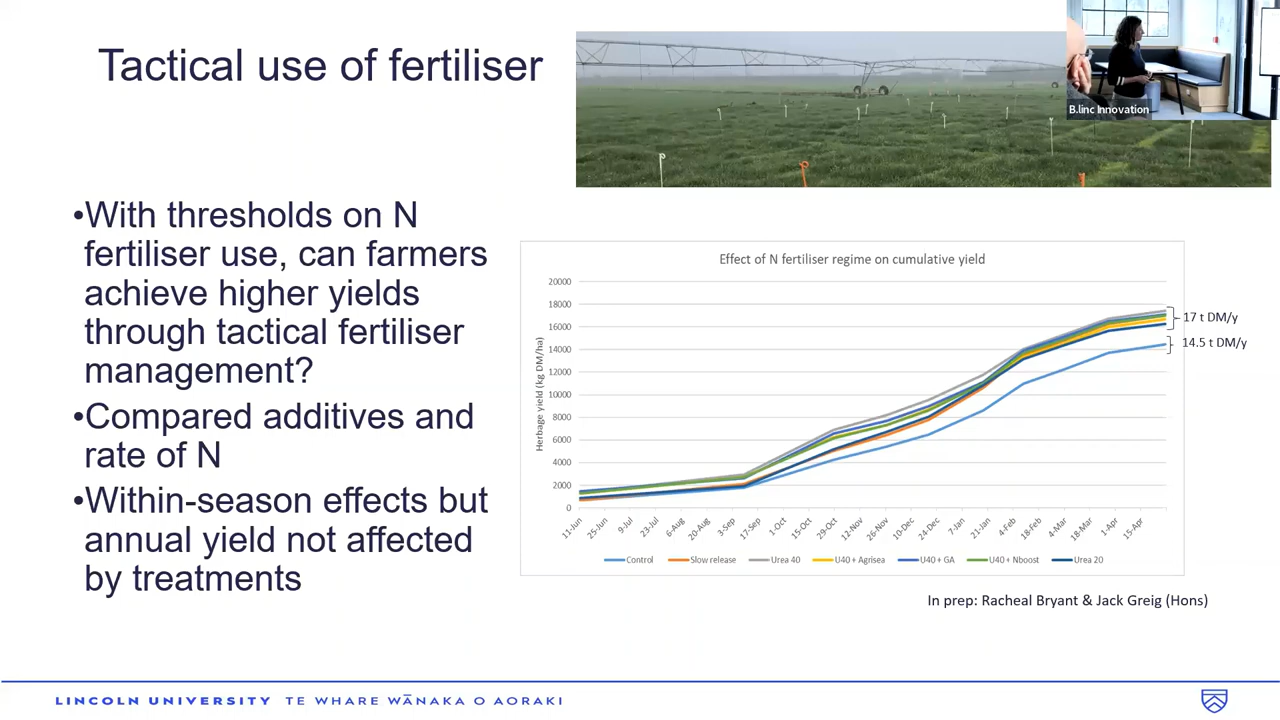 Tactical use of fertiliser
B.linc Innovation
•With thresholds on N
fertiliser use, can farmers
achieve higher yields
through tactical fertiliser
management?
•Compared additives and
rate of N
•Within-season effects but
annual yield not affected
by treatments
Effect of N fertiliser regime on cumulative yield
Herbage yield (kg DM/ha)
20000
18000
16000
14000
12000
10000
8000
6000
4000
2000
0
11-Jun
25-Jun
9-Jul
23-Jul
6-Aug
20-Aug
3-Sep
17-Sep
1-Oct
15-Oct
29-Oct
12-Nov
26-Nov
10-Dec
24-Dec
7-Jan
21-Jan
4-Feb
18-Feb
4-Mar
18-Mar
1-Apr
15-Apr
17 t DM/y
14.5 t DM/y
Control
Slow release
Urea 40
U40 + Agrisea
U40 + GA
U40 + Nboost
Urea 20
In prep: Racheal Bryant & Jack Greig (Hons)
LINCOLN UNIVERSITY TE WHARE WĀNAKA O AORAKI